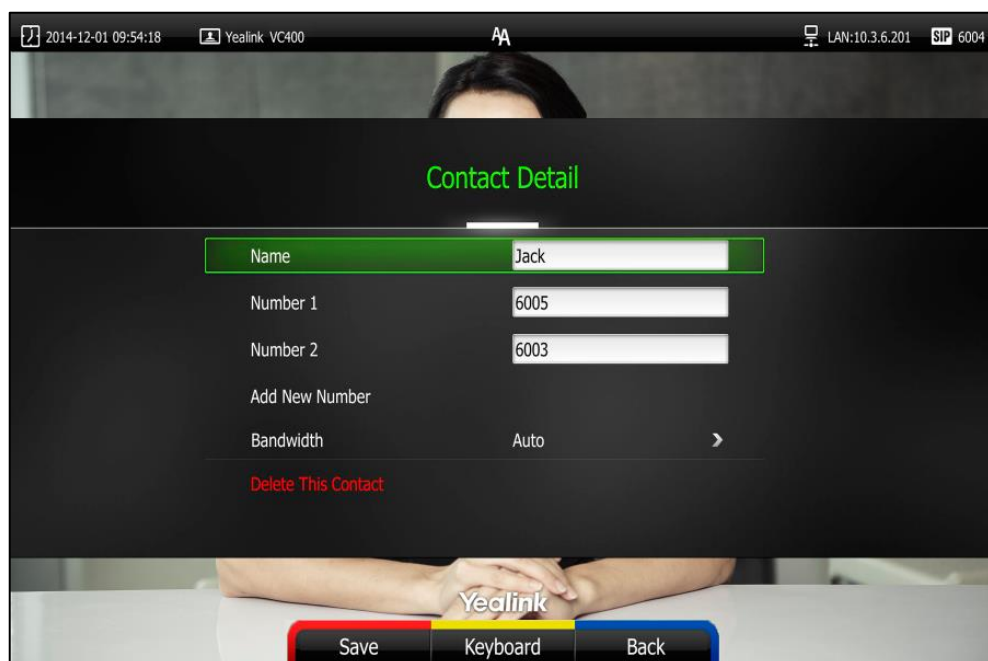 2014-12-01 09:54:18 Yealink VC400 AA LAN:10.3.6.201 SIP 6004
Contact Detail
Name Jack
Number 1 6005
Number 2 6003
Add New Number
Bandwidth Auto
Delete This Contact
Yealink
Save Keyboard Back